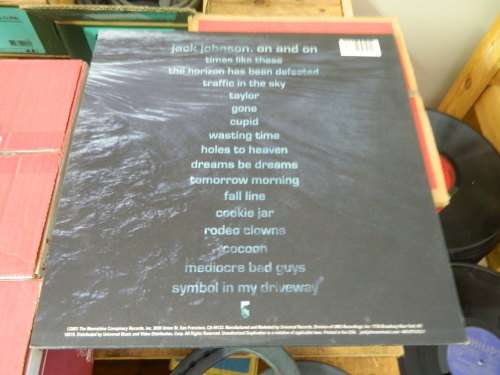 jack johnson: on and on
times like these
the horizon has been defeated
traffic in the sky
taylor
gone
cupid
wasting time
holes to heaven
dreams be dreams
tomorrow morning
fall line
cookie jar
rodeo clowns
cocoon
mediocre bad guys
symbol in my driveway